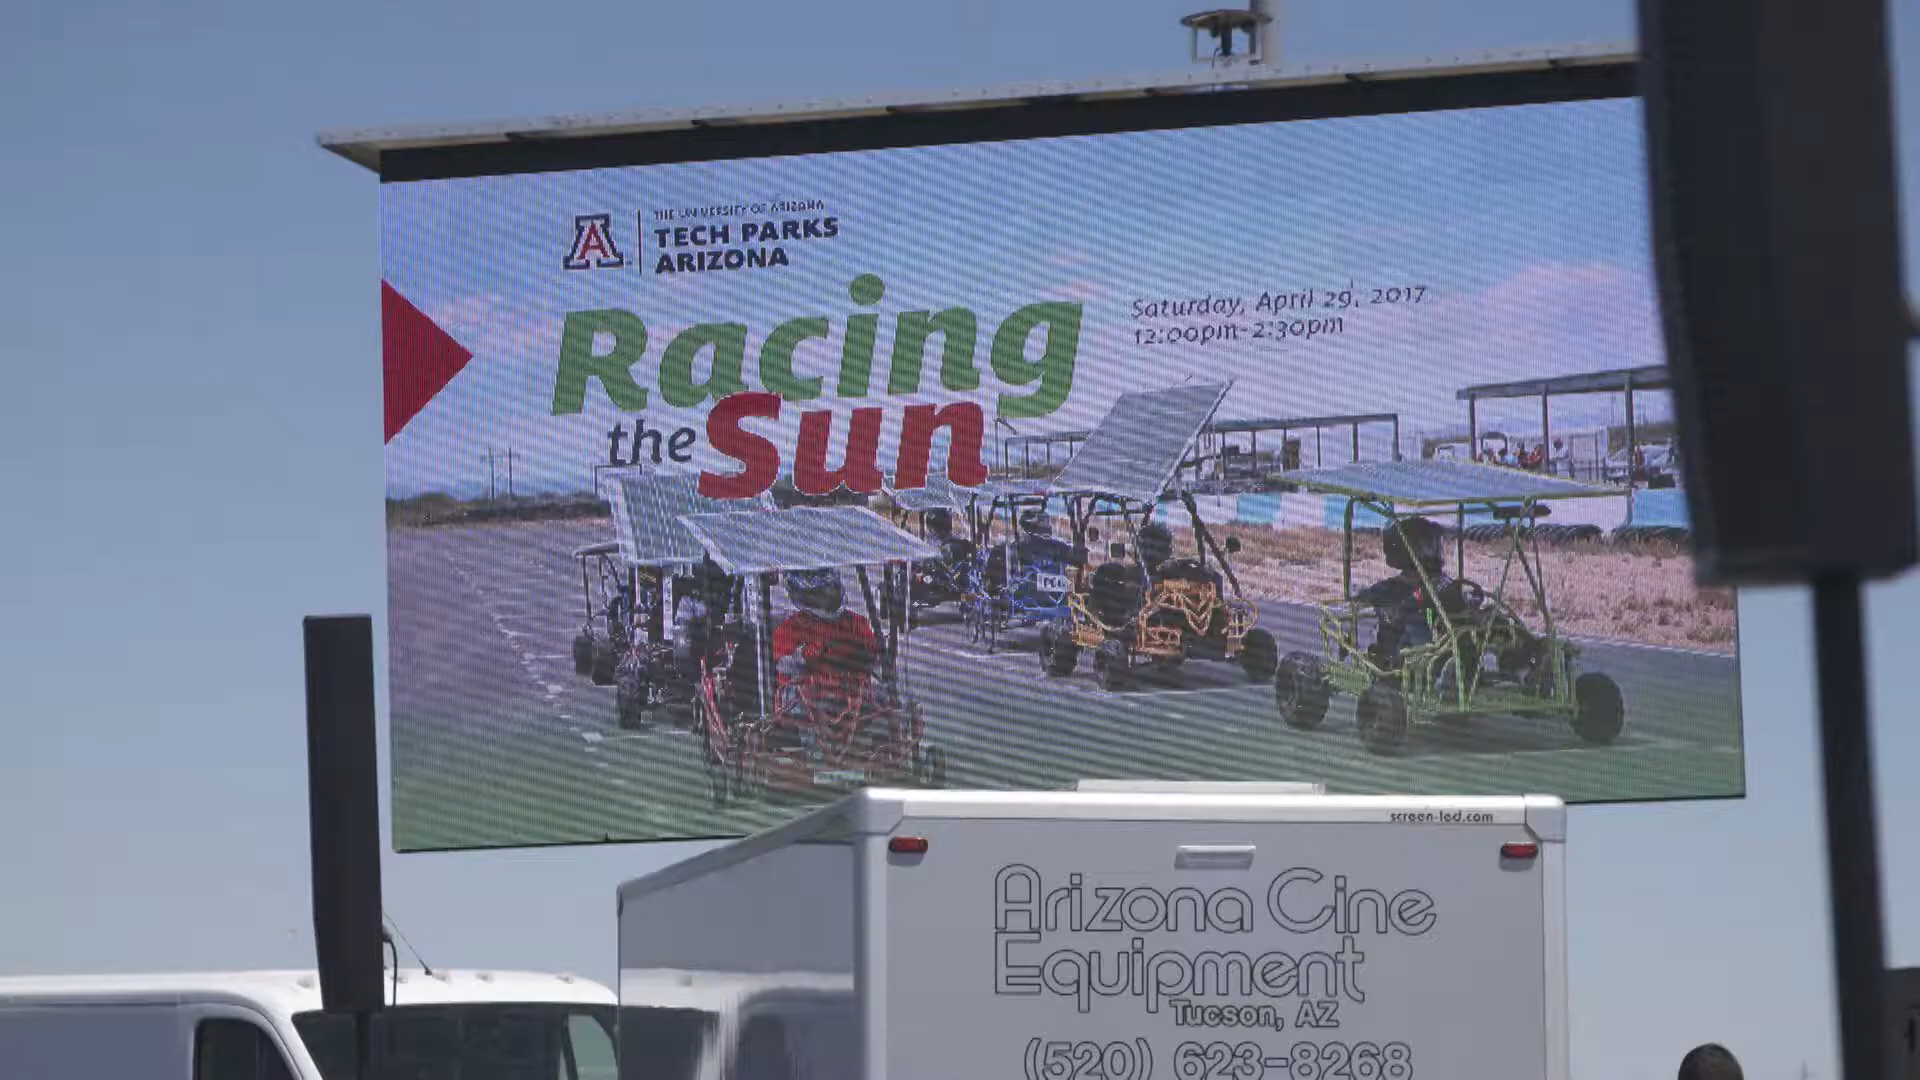 THE UNIVERSITY OF ARIZONA
TECH PARKS
ARIZONA
Racing
the Sun
Saturday, April 29, 2017
12:00pm-2:30pm
screen-led.com
Arizona Cine
Equipment
Tucson, AZ
(520) 623-8268